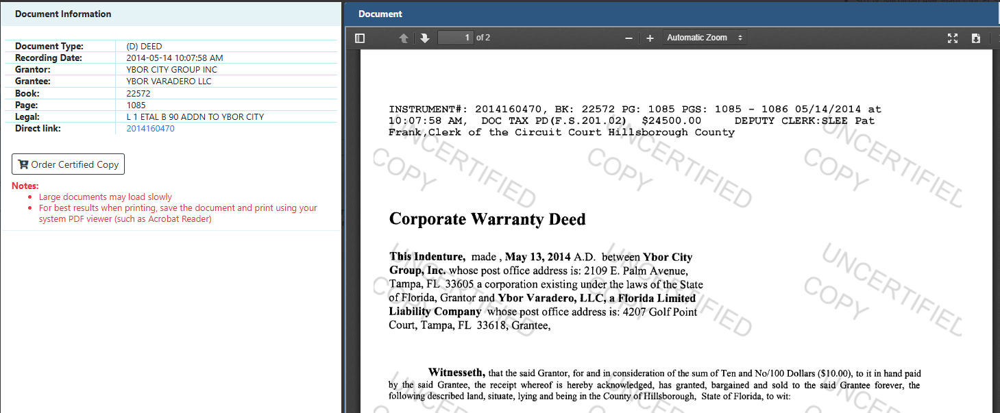 Document Information
Document Type: (D) DEED
Recording Date: 2014-05-14 10:07:58 AM
Grantor: YBOR CITY GROUP INC
Grantee: YBOR VARADERO LLC
Book: 22572
Page: 1085
Legal: L 1 ETAL B 90 ADDN TO YBOR CITY
Direct link: 2014160470
Order Certified Copy
Notes:
Large documents may load slowly
For best results when printing, save the document and print using your
system PDF viewer (such as Acrobat Reader)
Document
1 of 2
Automatic Zoom
INSTRUMENT#: 2014160470, BK: 22572 PG: 1085 PGS: 1085 - 1086 05/14/2014 at
10:07:58 AM, DOC TAX PD(F.S.201.02) $24500.00 DEPUTY CLERK:SLEE Pat
Frank,Clerk of the Circuit Court Hillsborough County
UNCERTIFIED COPY
UNCERTIFIED COPY
UNCERTIFIED COPY
Corporate Warranty Deed
This Indenture, made , May 13, 2014 A.D. between Ybor City
Group, Inc. whose post office address is: 2109 E. Palm Avenue,
Tampa, FL 33605 a corporation existing under the laws of the State
of Florida, Grantor and Ybor Varadero, LLC, a Florida Limited
Liability Company whose post office address is: 4207 Golf Point
Court, Tampa, FL 33618, Grantee,
UNCERTIFIED COPY
UNCERTIFIED COPY
UNCERTIFIED COPY
Witnesseth, that the said Grantor, for and in consideration of the sum of Ten and No/100 Dollars ($10.00), to it in hand paid
by the said Grantee, the receipt whereof is hereby acknowledged, has granted, bargained and sold to the said Grantee forever, the
following described land, situate, lying and being in the County of Hillsborough, State of Florida, to wit: